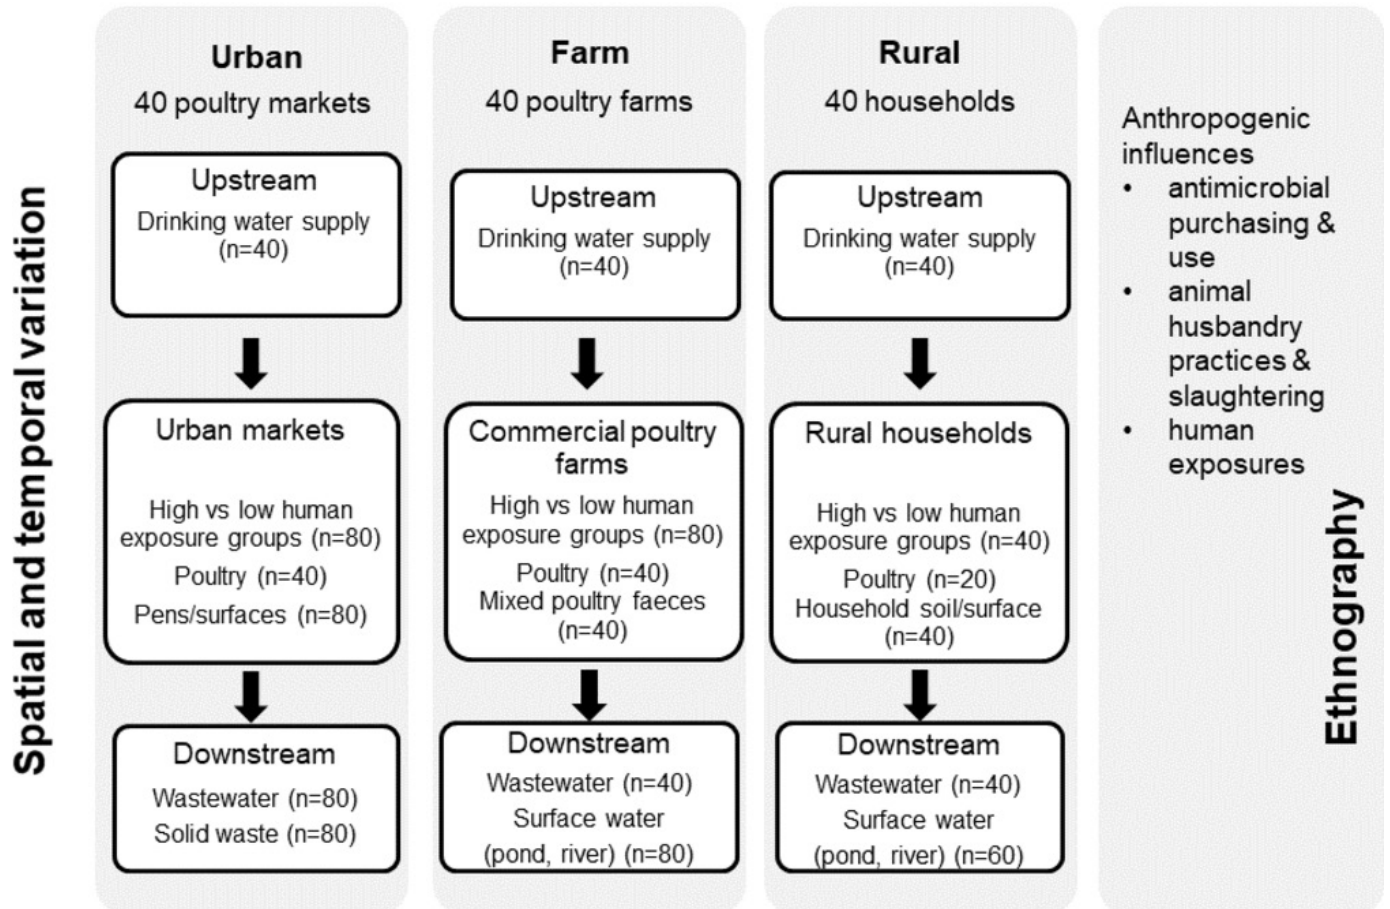 Spatial and temporal variation
Urban
40 poultry markets
Upstream
Drinking water supply
(n=40)
Urban markets
High vs low human
exposure groups (n=80)
Poultry (n=40)
Pens/surfaces (n=80)
Downstream
Wastewater (n=80)
Solid waste (n=80)
Farm
40 poultry farms
Upstream
Drinking water supply
(n=40)
Commercial poultry
farms
High vs low human
exposure groups (n=80)
Poultry (n=40)
Mixed poultry faeces
(n=40)
Downstream
Wastewater (n=40)
Surface water
(pond, river) (n=80)
Rural
40 households
Upstream
Drinking water supply
(n=40)
Rural households
High vs low human
exposure groups (n=40)
Poultry (n=20)
Household soil/surface
(n=40)
Downstream
Wastewater (n=40)
Surface water
(pond, river) (n=60)
Anthropogenic
influences
• antimicrobial
purchasing &
use
• animal
husbandry
practices &
slaughtering
• human
exposures
Ethnography